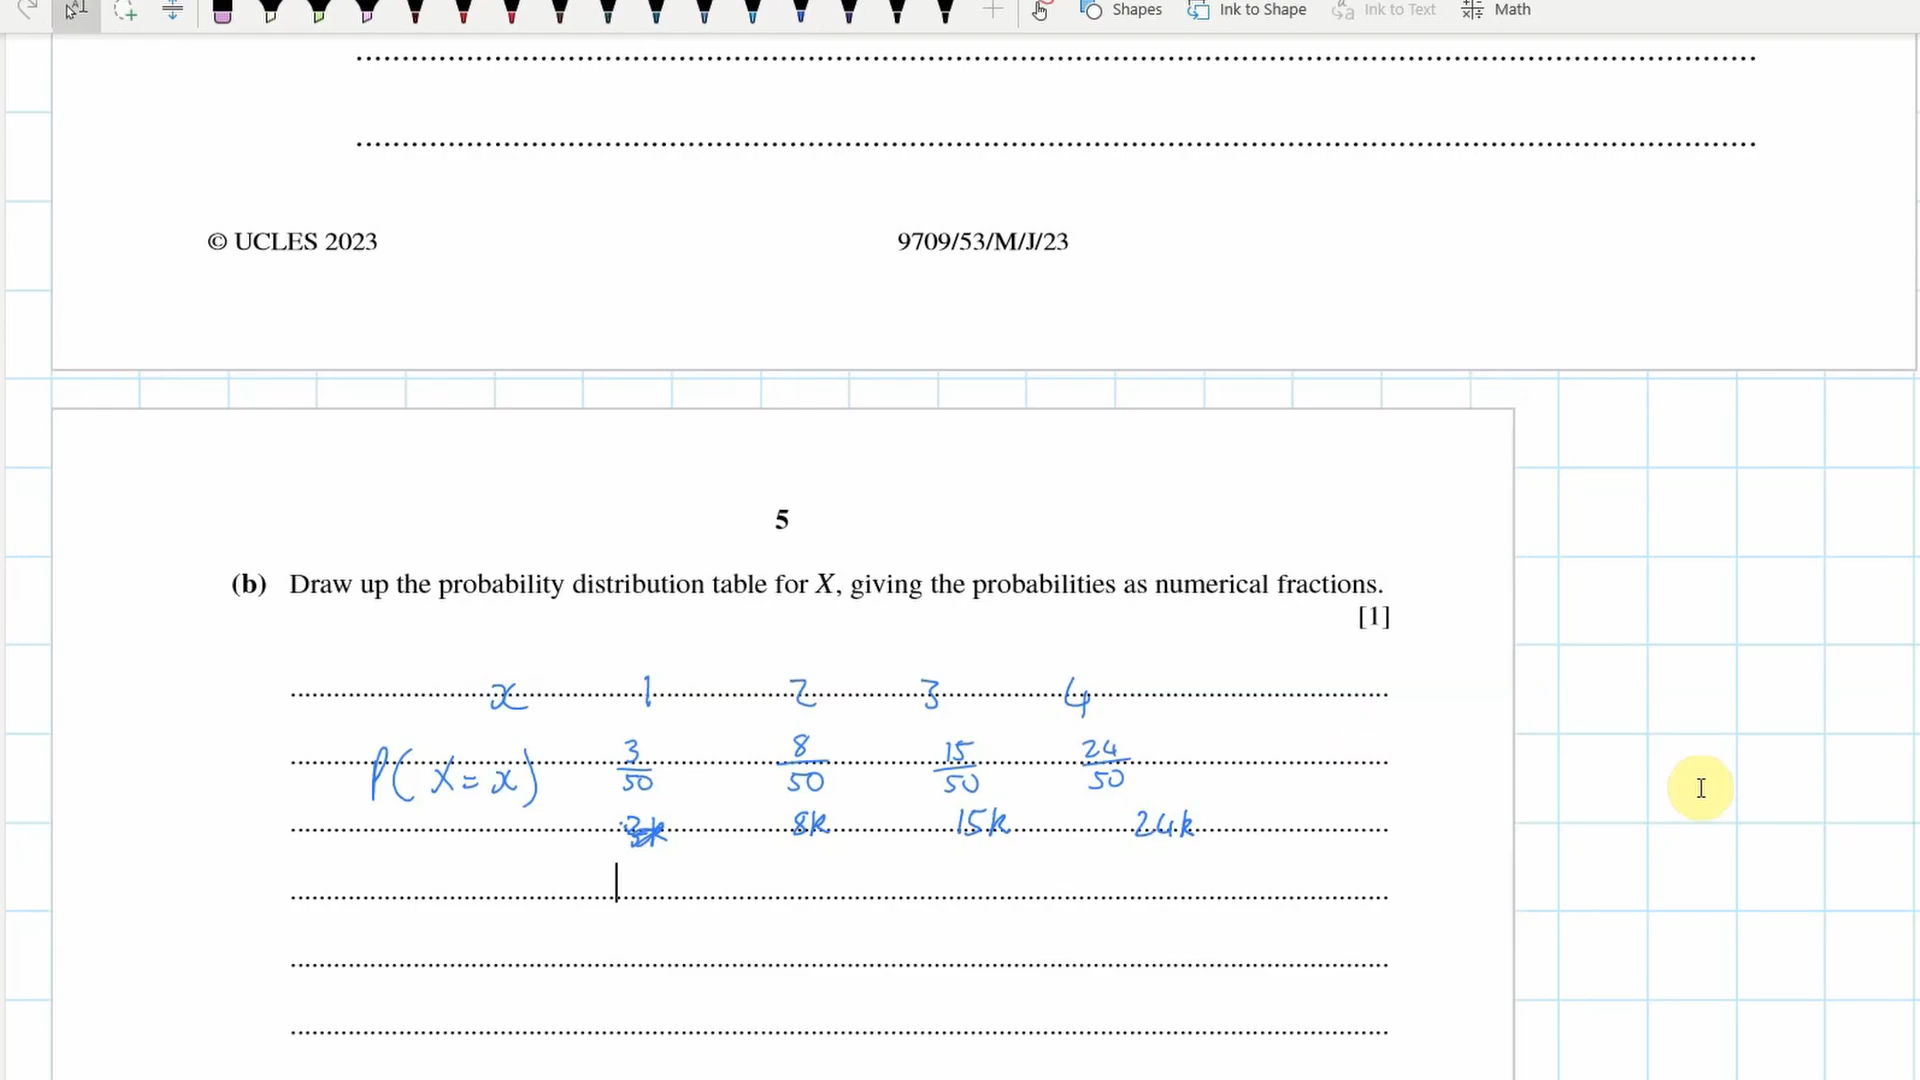 Shapes Ink to Shape Ink to Text Math
© UCLES 2023 9709/53/M/J/23
5
(b) Draw up the probability distribution table for X, giving the probabilities as numerical fractions.
[1]
x 1 2 3 4
P(X=x) 3/50 8/50 15/50 24/50
3k 8k 15k 24k